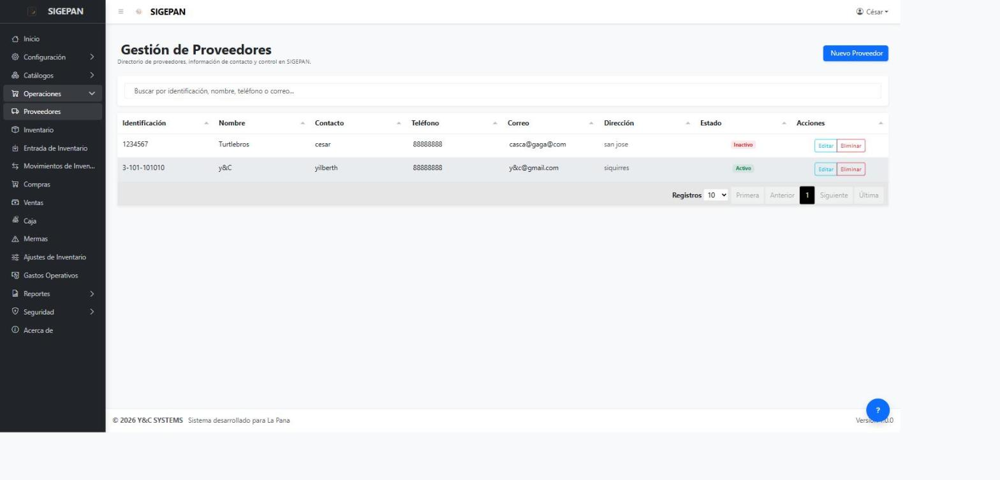 SIGEPAN
SIGEPAN
César
Inicio
Configuración
Catálogos
Operaciones
Proveedores
Inventario
Entrada de Inventario
Movimientos de Inven...
Compras
Ventas
Caja
Mermas
Ajustes de Inventario
Gastos Operativos
Reportes
Seguridad
Acerca de
Gestión de Proveedores
Directorio de proveedores, información de contacto y control en SIGEPAN.
Nuevo Proveedor
Buscar por identificación, nombre, teléfono o correo...
Identificación Nombre Contacto Teléfono Correo Dirección Estado Acciones
1234567 Turtlebros cesar 88888888 casca@gaga@com san jose Inactivo Editar Eliminar
3-101-101010 y&C yilberth 88888888 y&c@gmail.com siquirres Activo Editar Eliminar
Registros 10 Primera Anterior 1 Siguiente Última
?
© 2026 Y&C SYSTEMS Sistema desarrollado para La Pana